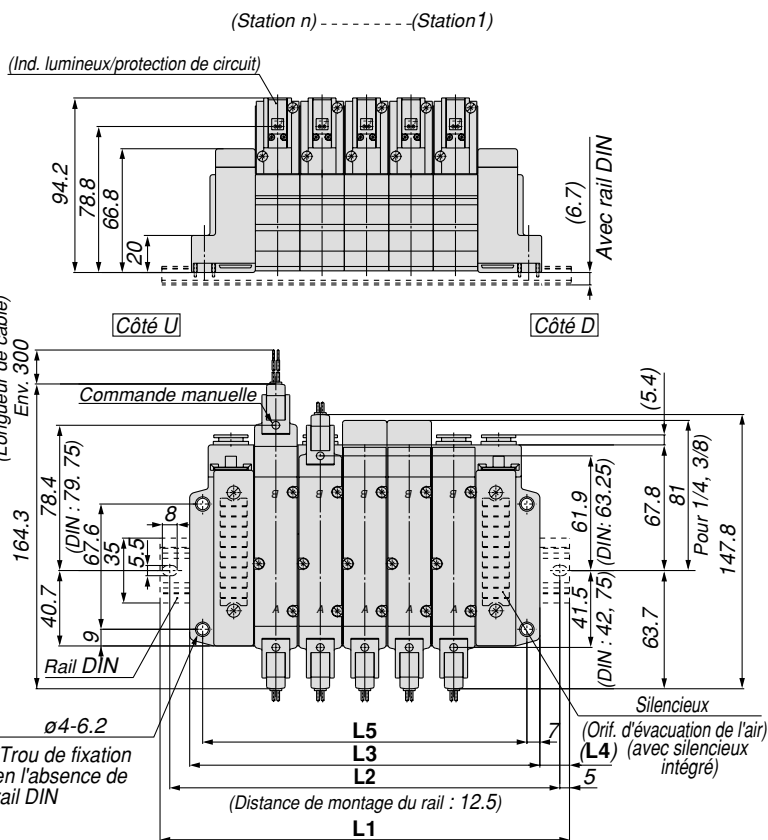 (Station n) - - - - - - - - (Station1)
(Ind. lumineux/protection de circuit)
94.2
78.8
66.8
20
(6.7)
Avec rail DIN
Côté U
Côté D
(Longueur de câble)
Env. 300
Commande manuelle
(5.4)
164.3
78.4
(DIN : 79. 75)
67.6
35
5.5
8
40.7
9
B
B
B
B
B
A
A
A
A
A
61.9
(DIN: 63.25)
67.8
81
Pour 1/4, 3/8)
147.8
41.5
(DIN : 42, 75)
63.7
Rail DIN
Silencieux
(Orif. d'évacuation de l'air)
(avec silencieux
intégré)
ø4-6.2
Trou de fixation
en l'absence de
rail DIN
L5
7
L3
(L4)
L2
5
(Distance de montage du rail : 12.5)
L1